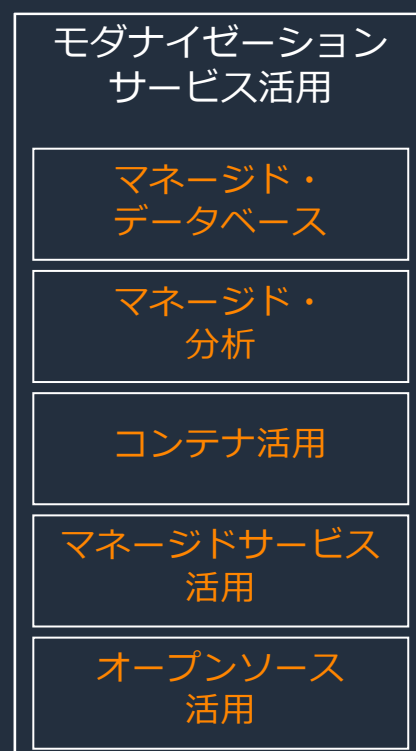 モダナイゼーション
サービス活用
マネージド・
データベース
マネージド・
分析
コンテナ活用
マネージドサービス
活用
オープンソース
活用